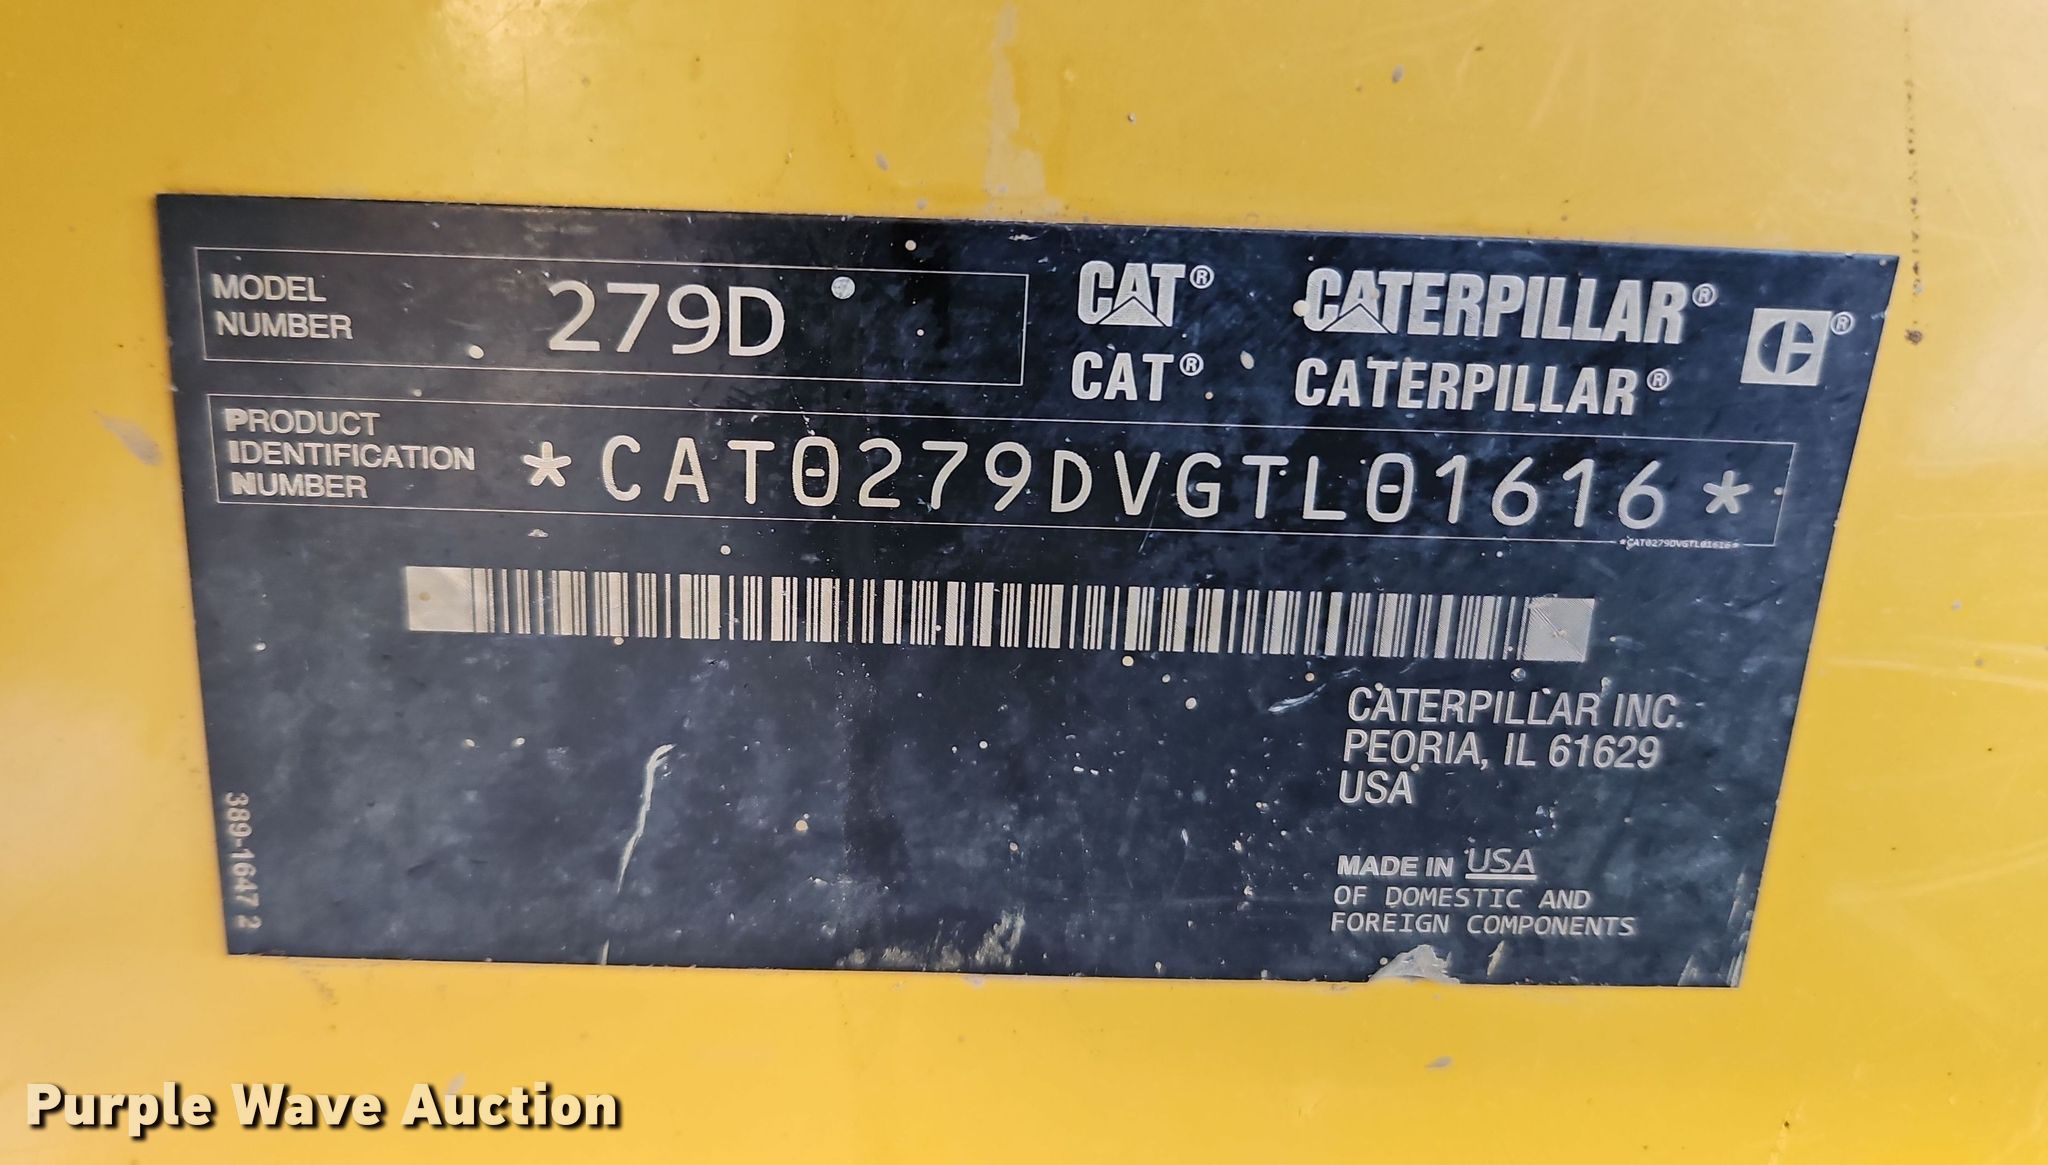 MODEL
NUMBER
279D
CAT® CATERPILLAR®
CAT® CATERPILLAR®
PRODUCT
IDENTIFICATION
NUMBER
*CAT0279DVGTL01616*
*CAT0279DVGTL01616*
CATERPILLAR INC.
PEORIA, IL 61629
USA
MADE IN USA
OF DOMESTIC AND
FOREIGN COMPONENTS
389-1647 2
Purple Wave Auction